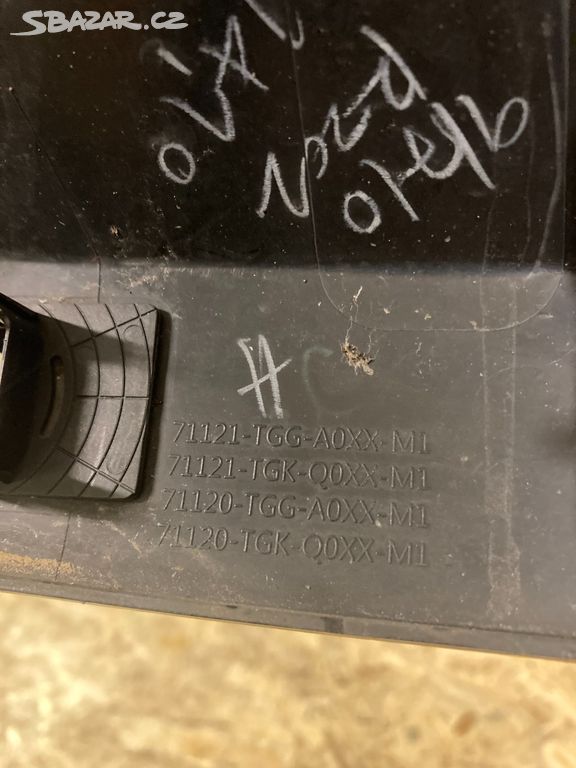 SBAZAR.CZ
H C
71121-TGG-A0XX-M1
71121-TGK-Q0XX-M1
71120-TGG-A0XX-M1
71120-TGK-Q0XX-M1